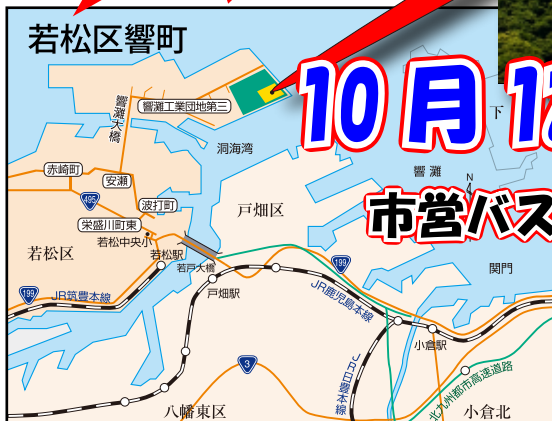 若松区響町
10月1
市営バス
響灘大橋
響灘工業団地第三
洞海湾
下
響灘
N
赤崎町
安瀬
495
波打町
栄盛川町東
戸畑区
若松中央小
若松区
若松駅
若戸大橋
199
関門
199
JR筑豊本線
戸畑駅
JR鹿児島本線
小倉駅
3
JR日豊本線
北九州都市高速道路
八幡東区
小倉北